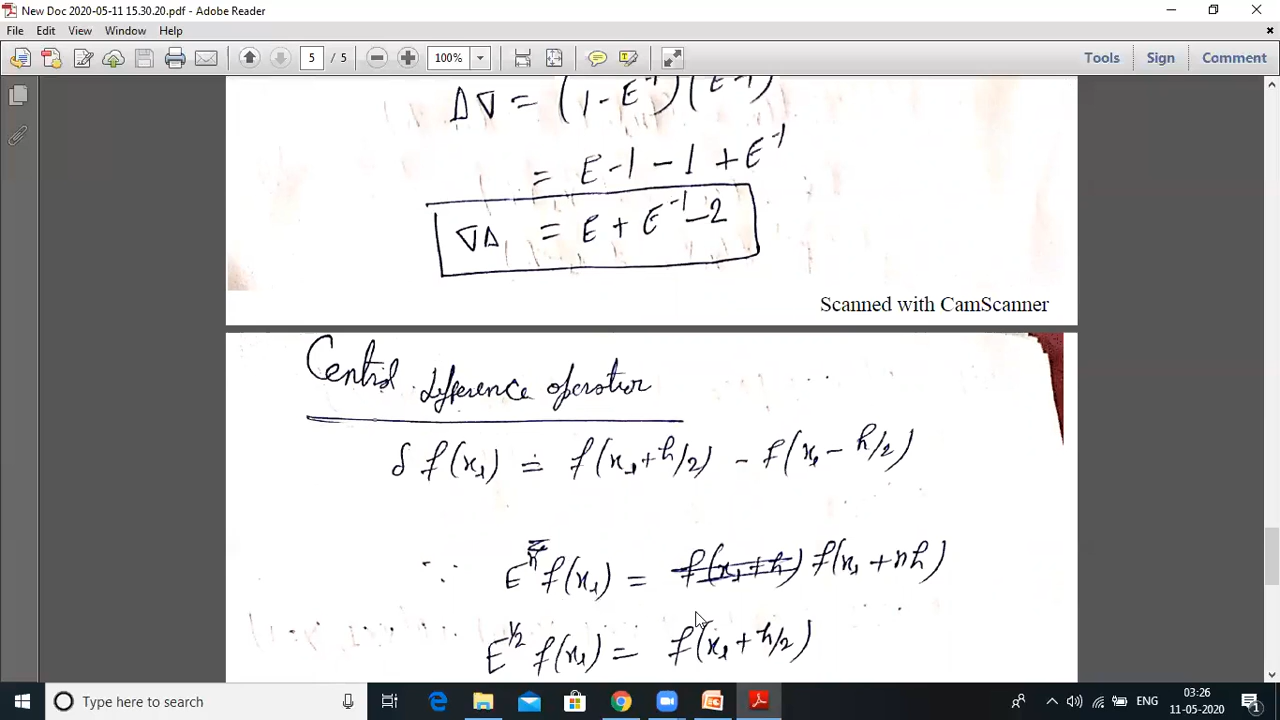 New Doc 2020-05-11 15.30.20.pdf - Adobe Reader
File Edit View Window Help
5 / 5 100% Tools Sign Comment
Δ∇ = (1 - E⁻¹)(E-1)
= E - 1 - 1 + E⁻¹
∇Δ = E + E⁻¹ - 2
Scanned with CamScanner
Central difference operator
δ f(x₁) = f(x₁ + h/2) - f(x₁ - h/2)
∵ Eⁿ f(x₁) = f(x₁ + h) f(x₁ + nh)
E^1/2 f(x₁) = f(x₁ + h/2)
Type here to search
ENG
03:26
11-05-2020
1